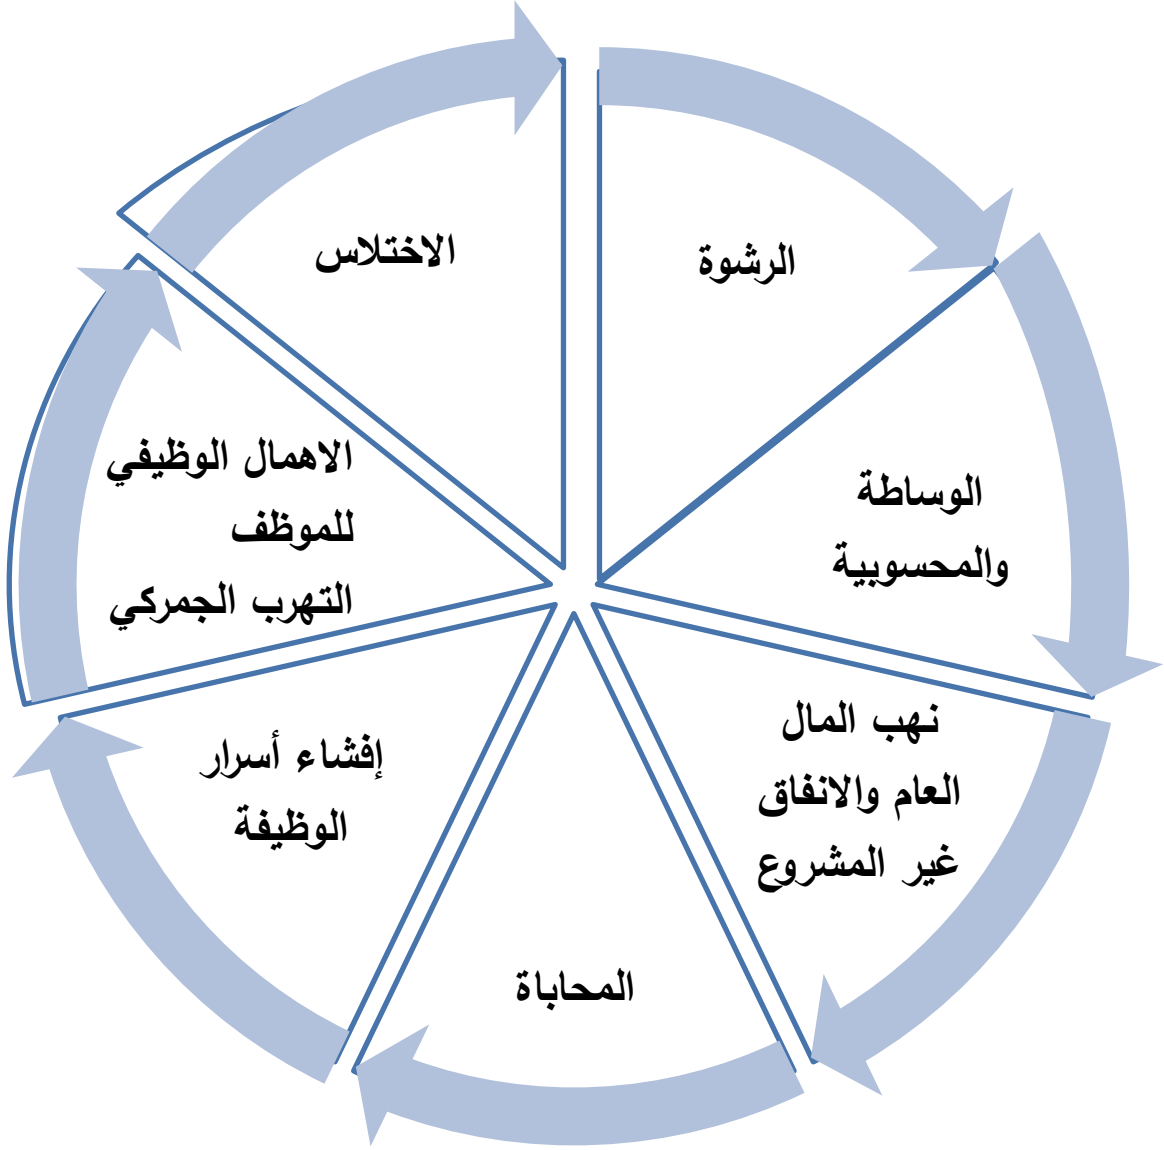 الرشوة
الوساطة
والمحسوبية
نهب المال
العام والانفاق
غير المشروع
المحاباة
إفشاء أسرار
الوظيفة
الاهمال الوظيفي
للموظف
التهرب الجمركي
الاختلاس